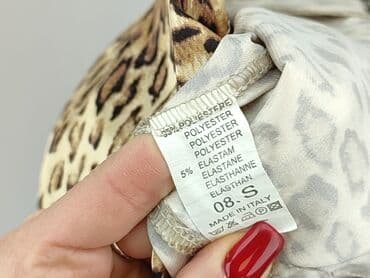 95% POLYESTERE
POLYESTER
POLYESTER
POLYESTER
5% ELASTAM
ELASTANE
ELASTHANNE
ELASTHAN
08. S
MADE IN ITALY